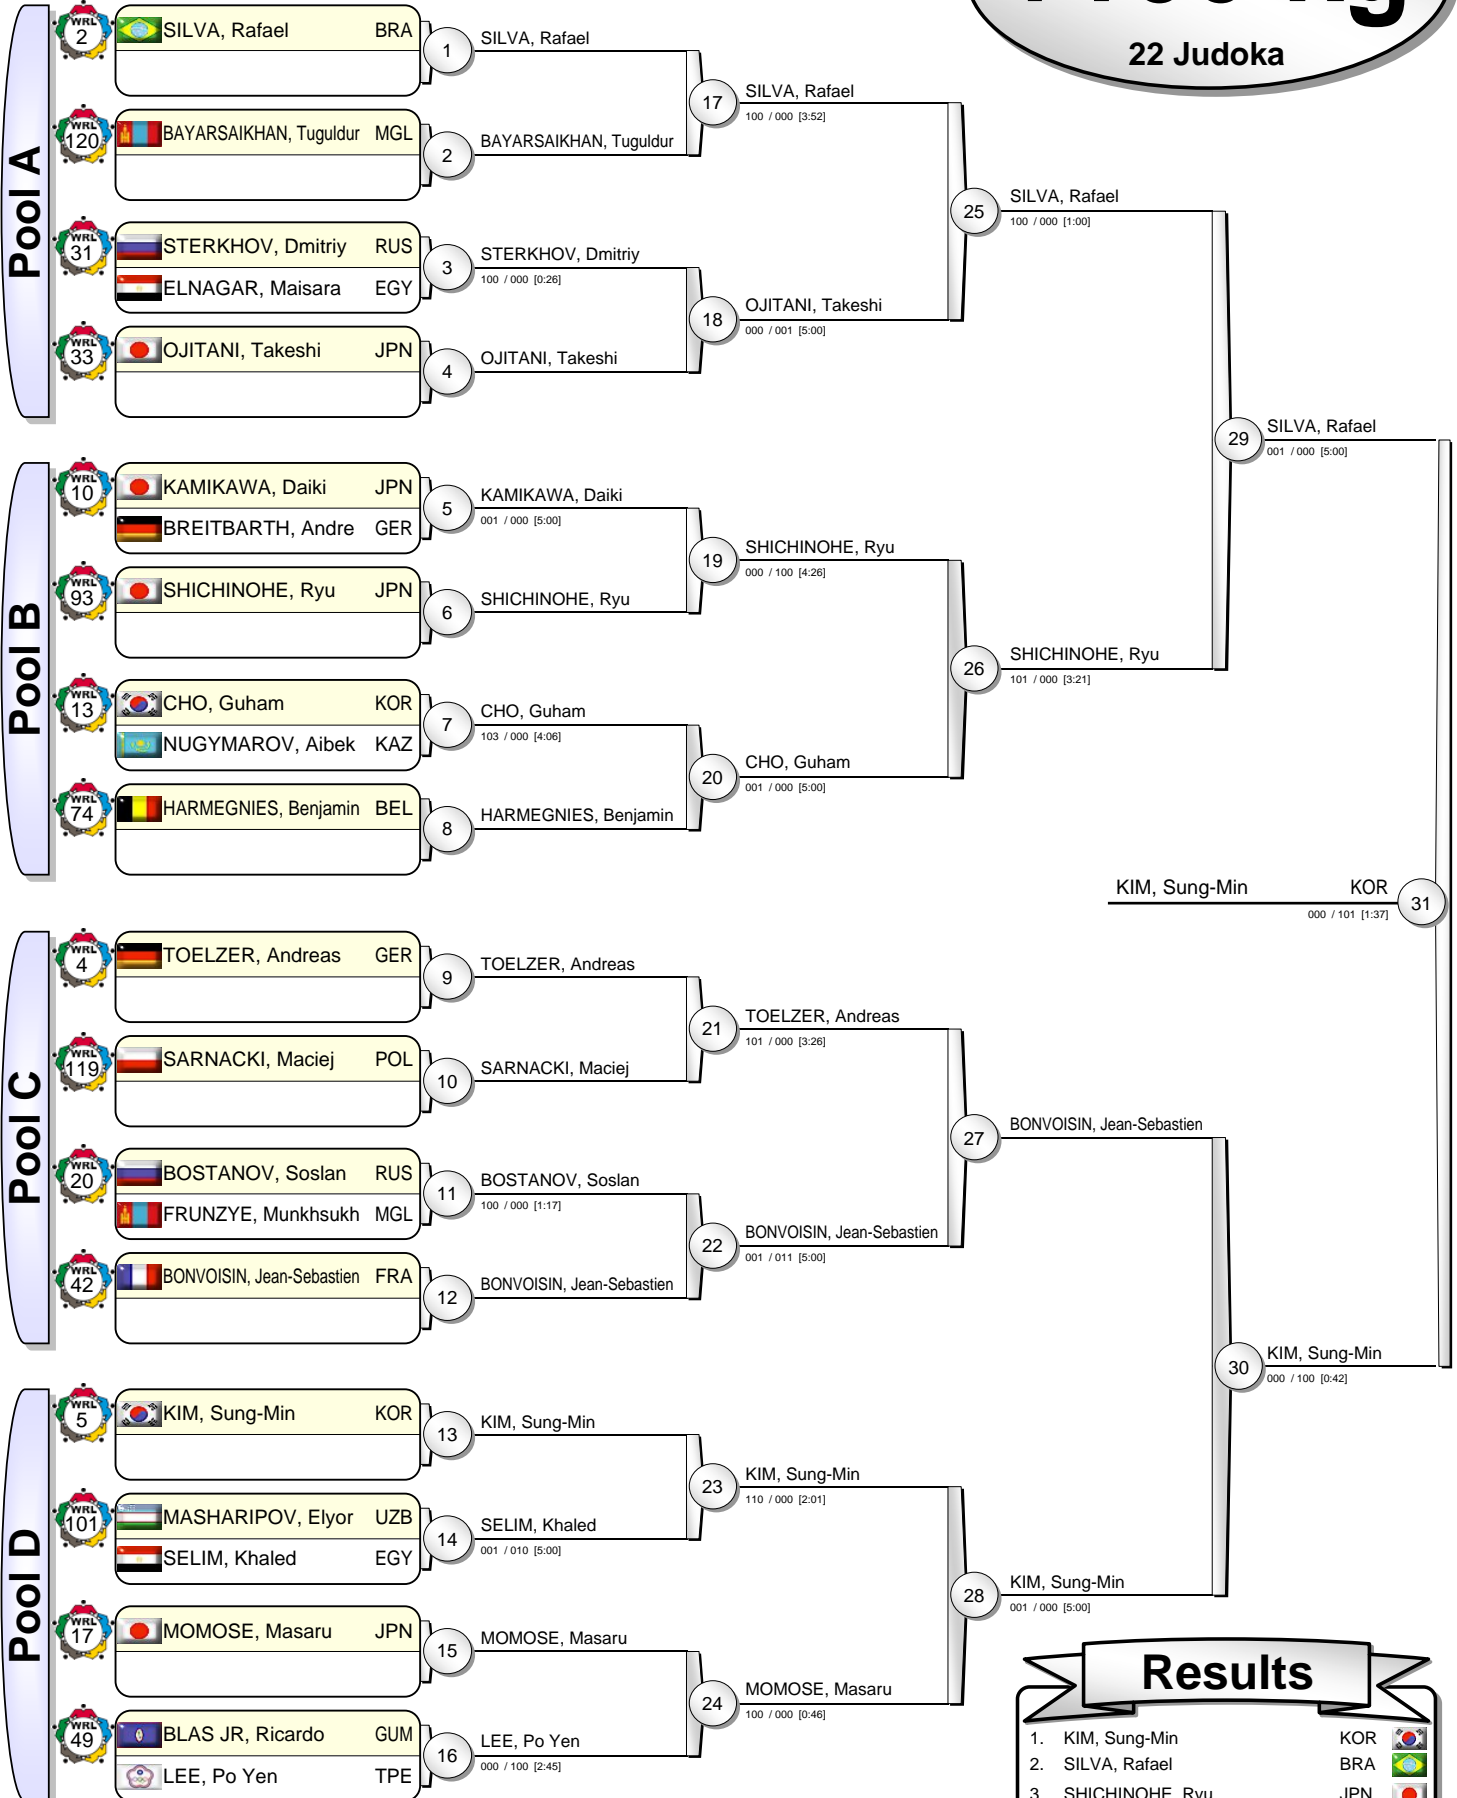 22 Judoka
Pool A
WRL 2
SILVA, Rafael BRA
1
SILVA, Rafael
WRL 120
BAYARSAIKHAN, Tuguldur MGL
2
BAYARSAIKHAN, Tuguldur
17
SILVA, Rafael
100 / 000 [3:52]
WRL 31
STERKHOV, Dmitriy RUS
ELNAGAR, Maisara EGY
3
STERKHOV, Dmitriy
100 / 000 [0:26]
WRL 33
OJITANI, Takeshi JPN
4
OJITANI, Takeshi
18
OJITANI, Takeshi
000 / 001 [5:00]
25
SILVA, Rafael
100 / 000 [1:00]
Pool B
WRL 10
KAMIKAWA, Daiki JPN
BREITBARTH, Andre GER
5
KAMIKAWA, Daiki
001 / 000 [5:00]
WRL 93
SHICHINOHE, Ryu JPN
6
SHICHINOHE, Ryu
19
SHICHINOHE, Ryu
000 / 100 [4:26]
WRL 13
CHO, Guham KOR
NUGYMAROV, Aibek KAZ
7
CHO, Guham
103 / 000 [4:06]
WRL 74
HARMEGNIES, Benjamin BEL
8
HARMEGNIES, Benjamin
20
CHO, Guham
001 / 000 [5:00]
26
SHICHINOHE, Ryu
101 / 000 [3:21]
29
SILVA, Rafael
001 / 000 [5:00]
KIM, Sung-Min KOR
000 / 101 [1:37]
31
Pool C
WRL 4
TOELZER, Andreas GER
9
TOELZER, Andreas
WRL 119
SARNACKI, Maciej POL
10
SARNACKI, Maciej
21
TOELZER, Andreas
101 / 000 [3:26]
WRL 20
BOSTANOV, Soslan RUS
FRUNZYE, Munkhsukh MGL
11
BOSTANOV, Soslan
100 / 000 [1:17]
WRL 42
BONVOISIN, Jean-Sebastien FRA
12
BONVOISIN, Jean-Sebastien
22
BONVOISIN, Jean-Sebastien
001 / 011 [5:00]
27
BONVOISIN, Jean-Sebastien
Pool D
WRL 5
KIM, Sung-Min KOR
13
KIM, Sung-Min
WRL 101
MASHARIPOV, Elyor UZB
SELIM, Khaled EGY
14
SELIM, Khaled
001 / 010 [5:00]
23
KIM, Sung-Min
110 / 000 [2:01]
WRL 17
MOMOSE, Masaru JPN
15
MOMOSE, Masaru
WRL 49
BLAS JR, Ricardo GUM
LEE, Po Yen TPE
16
LEE, Po Yen
000 / 100 [2:45]
24
MOMOSE, Masaru
100 / 000 [0:46]
28
KIM, Sung-Min
001 / 000 [5:00]
30
KIM, Sung-Min
000 / 100 [0:42]
Results
1. KIM, Sung-Min KOR
2. SILVA, Rafael BRA
3. SHICHINOHE, Ryu JPN